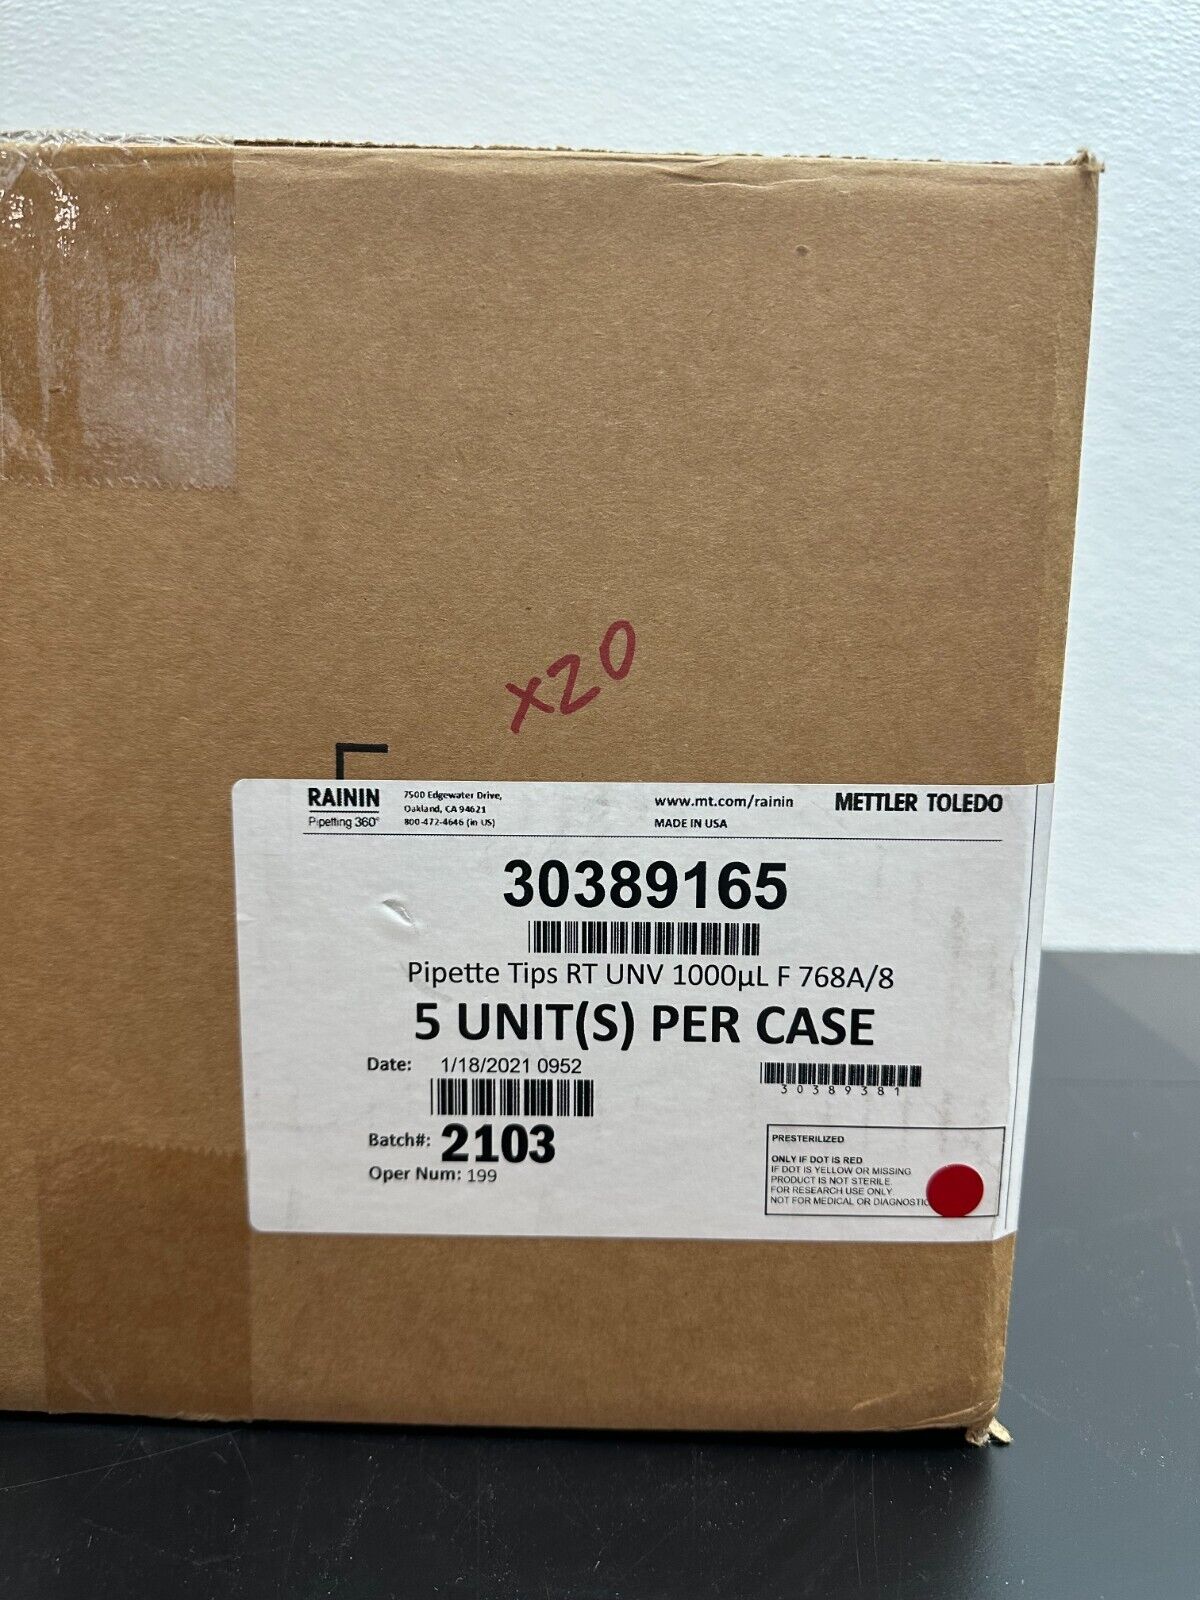 x20
RAININ
Pipetting 360°
7500 Edgewater Drive,
Oakland, CA 94621
800-472-4646 (in US)
www.mt.com/rainin
MADE IN USA
METTLER TOLEDO
30389165
Pipette Tips RT UNV 1000µL F 768A/8
5 UNIT(S) PER CASE
Date: 1/18/2021 0952
30389381
Batch#: 2103
Oper Num: 199
PRESTERILIZED
ONLY IF DOT IS RED
IF DOT IS YELLOW OR MISSING
PRODUCT IS NOT STERILE.
FOR RESEARCH USE ONLY
NOT FOR MEDICAL OR